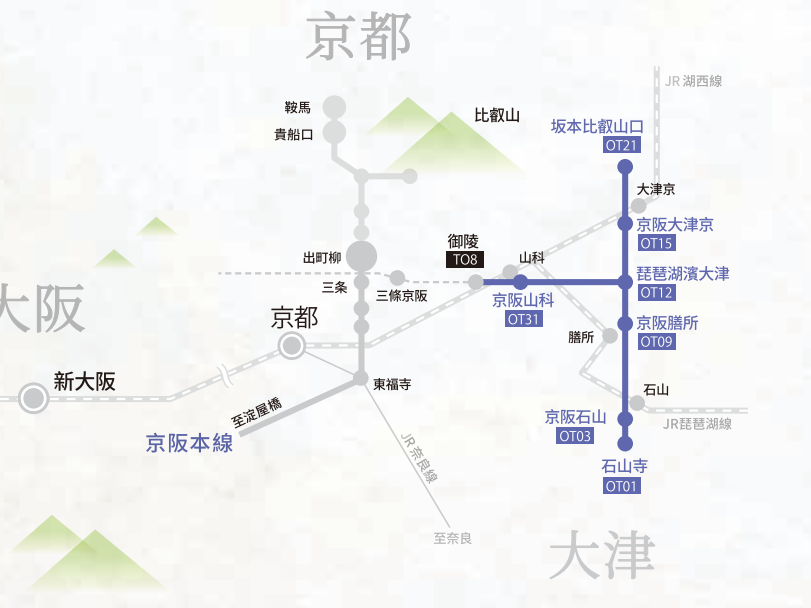 京都
JR 湖西線
鞍馬
貴船口
比叡山
坂本比叡山口
OT21
大津京
京阪大津京
OT15
出町柳
御陵
TO8
山科
三条
三條京阪
京阪山科
OT31
琵琶湖濱大津
OT12
大阪
京都
京阪膳所
OT09
膳所
新大阪
東福寺
石山
至淀屋橋
京阪石山
OT03
JR琵琶湖線
京阪本線
JR 奈良線
石山寺
OT01
至奈良
大津